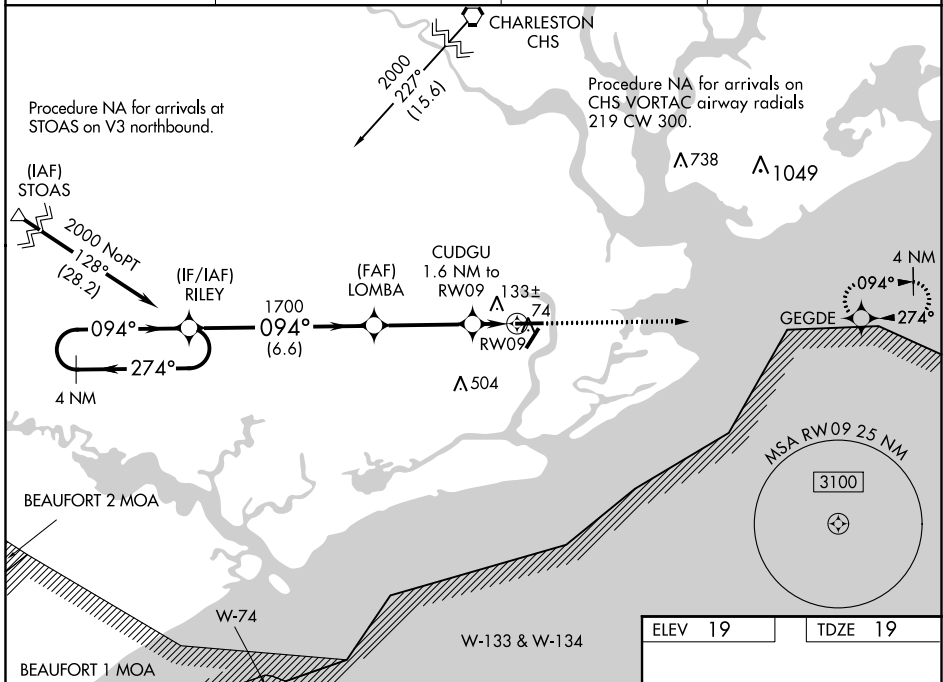 CHARLESTON
CHS
2000
227°
(15.6)
Procedure NA for arrivals at
STOAS on V3 northbound.
Procedure NA for arrivals on
CHS VORTAC airway radials
219 CW 300.
738
1049
(IAF)
STOAS
2000 NoPT
128°
(28.2)
(IF/IAF)
RILEY
1700
094°
(6.6)
(FAF)
LOMBA
CUDGU
1.6 NM to
RW09
133±
74
RW09
094°
274°
4 NM
504
4 NM
094°
274°
GEGDE
MSA RW09 25 NM
3100
BEAUFORT 2 MOA
W-74
W-133 & W-134
BEAUFORT 1 MOA
ELEV 19
TDZE 19